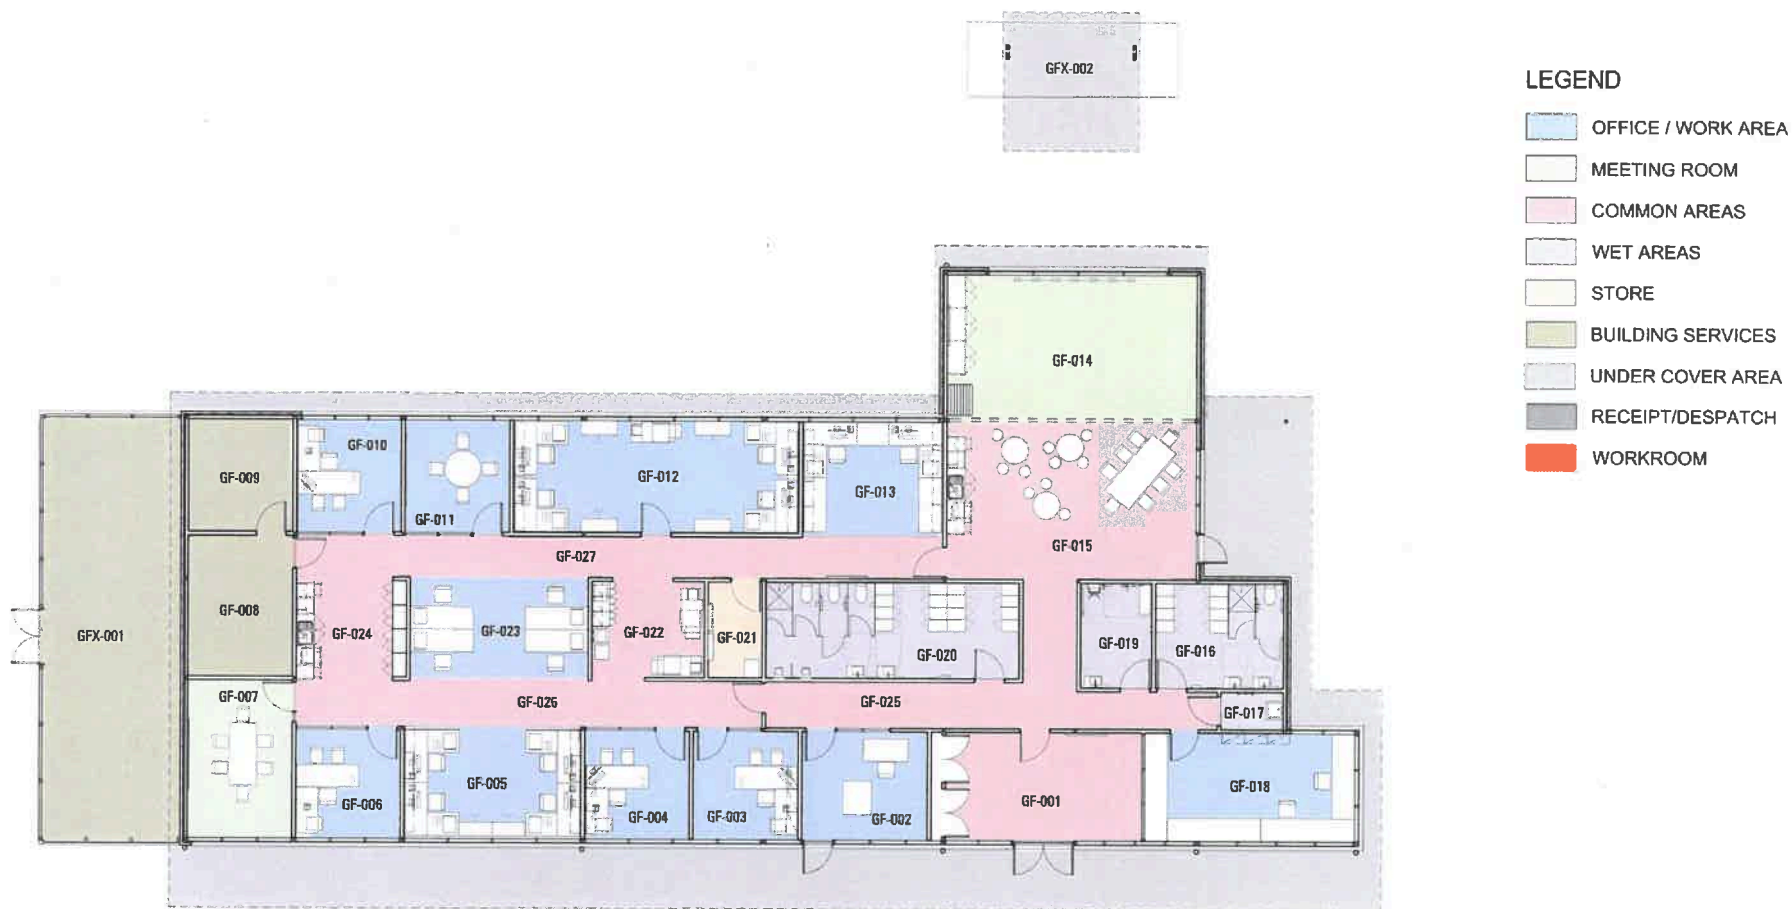 GFX-002
LEGEND
OFFICE / WORK AREA
MEETING ROOM
COMMON AREAS
WET AREAS
STORE
BUILDING SERVICES
UNDER COVER AREA
RECEIPT/DESPATCH
WORKROOM
GF-014
GF-010
GF-009
GF-011
GF-012
GF-013
GF-015
GF-027
GFX-001
GF-008
GF-024
GF-023
GF-022
GF-021
GF-020
GF-019
GF-016
GF-007
GF-026
GF-025
GF-017
GF-006
GF-005
GF-004
GF-003
GF-002
GF-001
GF-018